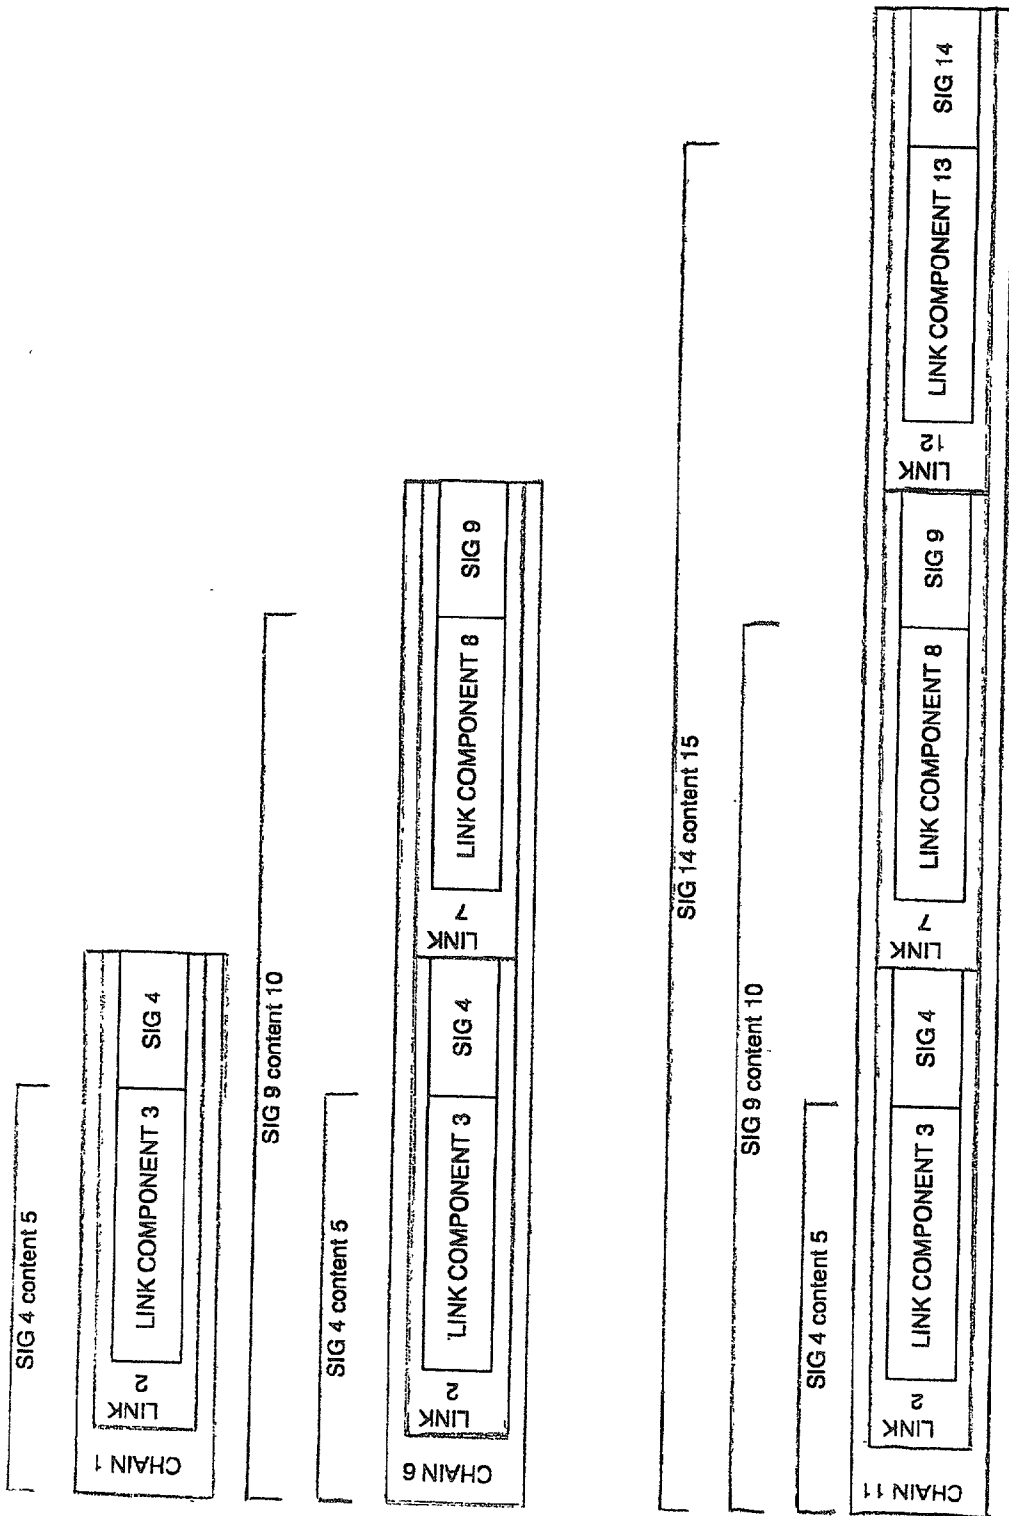 SIG 4 content 5
CHAIN 1
LINK 2
LINK COMPONENT 3
SIG 4
SIG 9 content 10
SIG 4 content 5
CHAIN 6
LINK 2
LINK COMPONENT 3
SIG 4
LINK 7
LINK COMPONENT 8
SIG 9
SIG 14 content 15
SIG 9 content 10
SIG 4 content 5
CHAIN 11
LINK 2
LINK COMPONENT 3
SIG 4
LINK 7
LINK COMPONENT 8
SIG 9
LINK 12
LINK COMPONENT 13
SIG 14